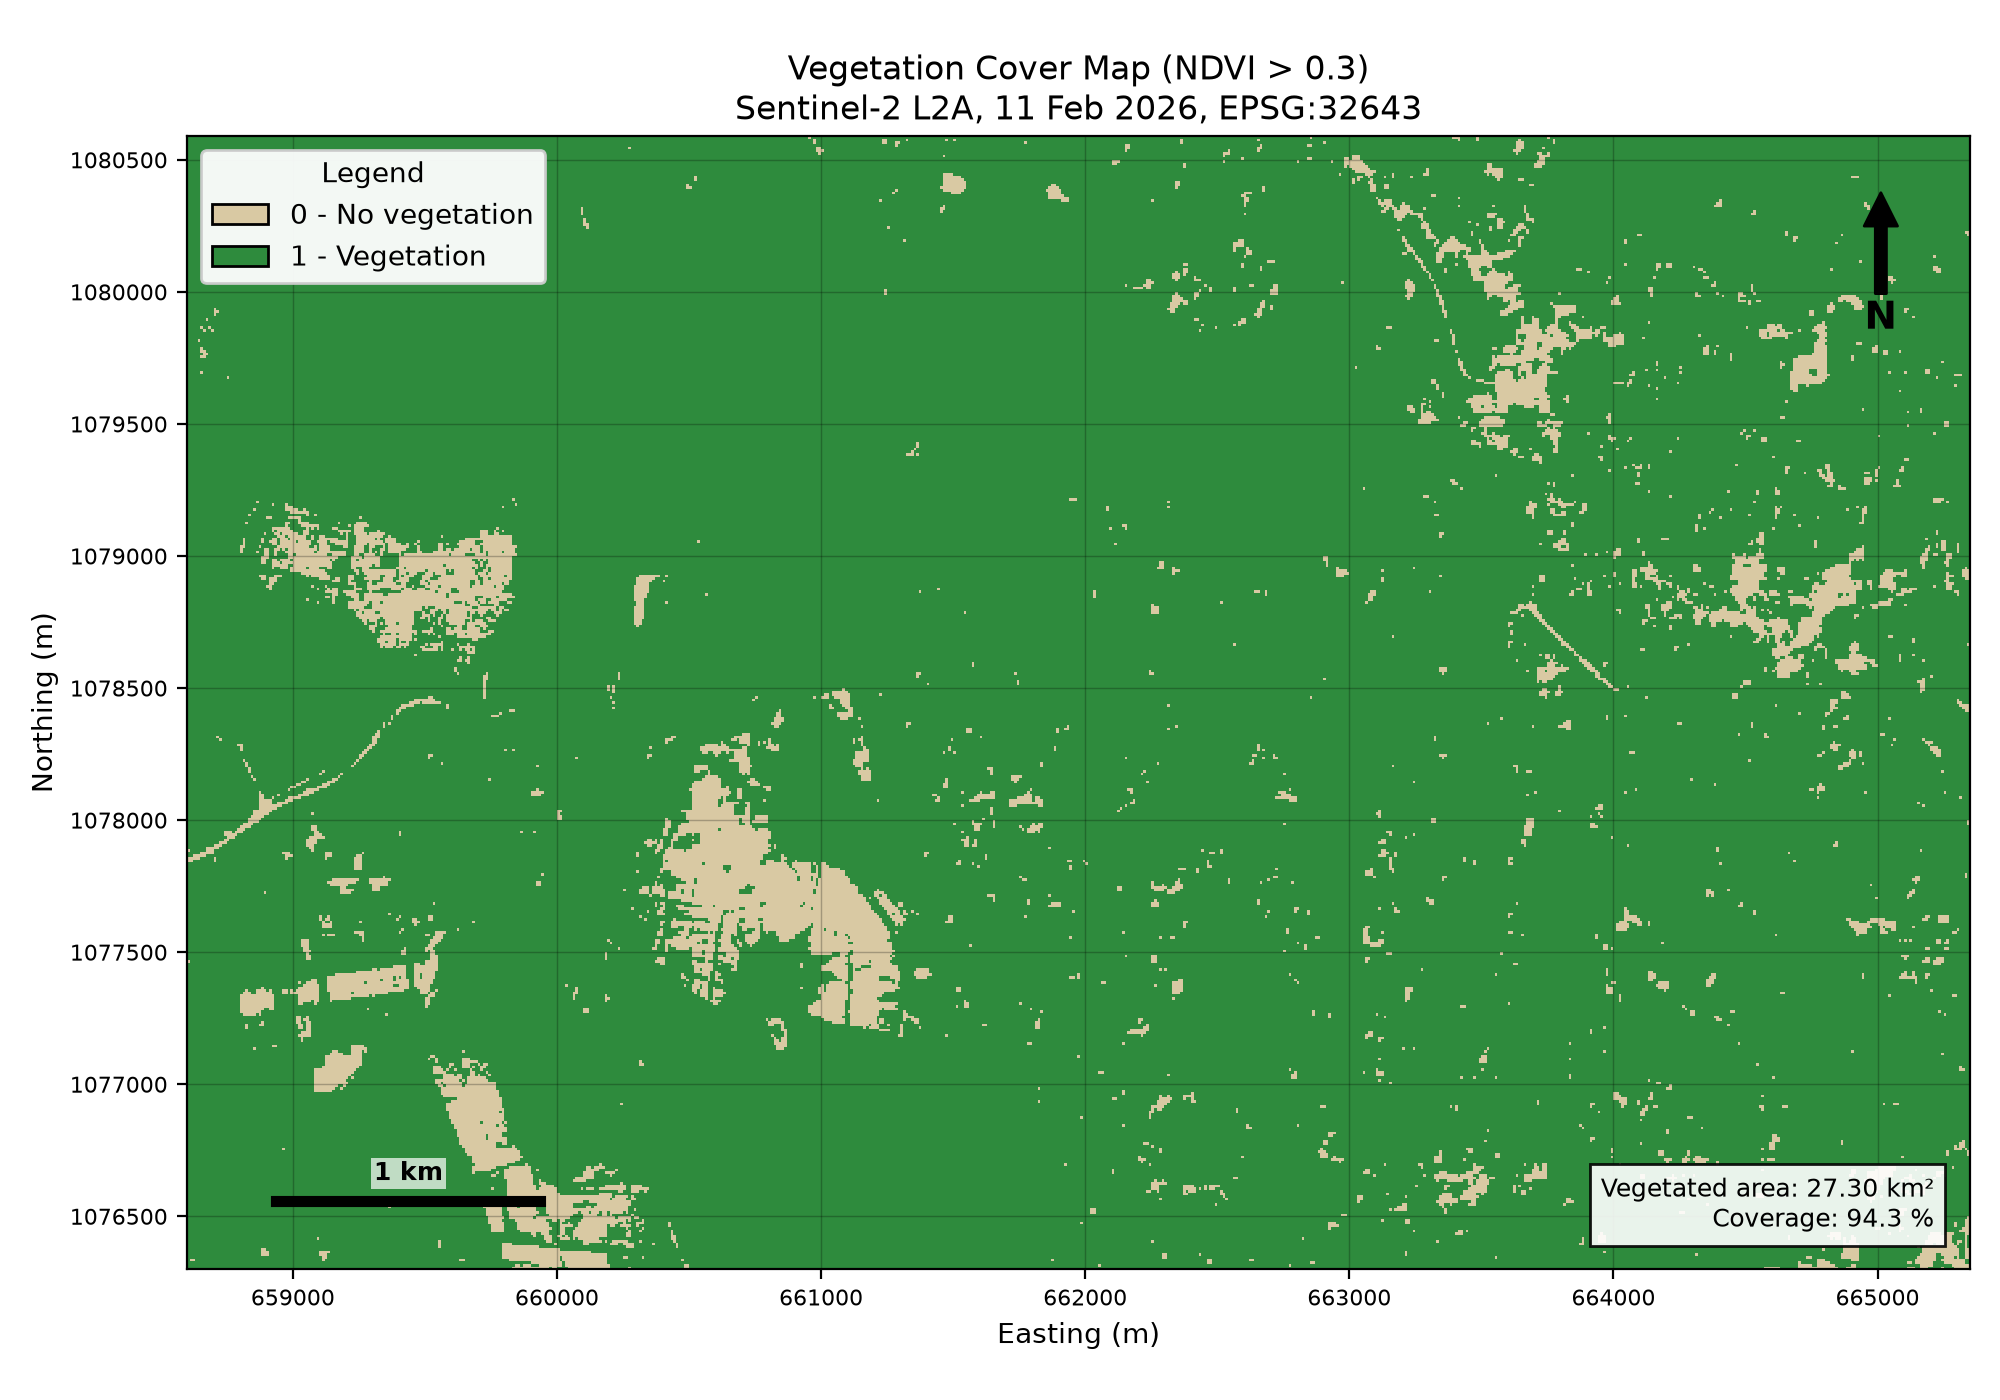 Vegetation Cover Map (NDVI > 0.3)
Sentinel-2 L2A, 11 Feb 2026, EPSG:32643
Legend
0 - No vegetation
1 - Vegetation
N
1080500
1080000
1079500
1079000
1078500
1078000
1077500
1077000
1076500
Northing (m)
1 km
Vegetated area: 27.30 km²
Coverage: 94.3 %
659000 660000 661000 662000 663000 664000 665000
Easting (m)